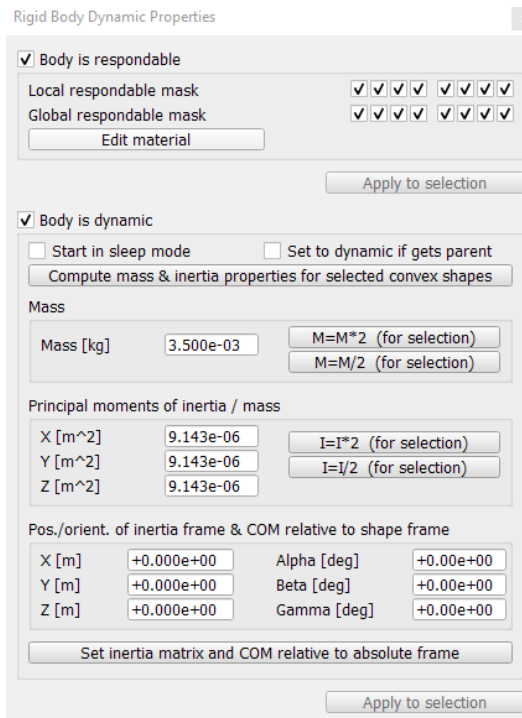 Rigid Body Dynamic Properties
Body is respondable
Local respondable mask
Global respondable mask
Edit material
Apply to selection
Body is dynamic
Start in sleep mode Set to dynamic if gets parent
Compute mass & inertia properties for selected convex shapes
Mass
Mass [kg] 3.500e-03 M=M*2 (for selection)
M=M/2 (for selection)
Principal moments of inertia / mass
X [m^2] 9.143e-06 I=I*2 (for selection)
Y [m^2] 9.143e-06 I=I/2 (for selection)
Z [m^2] 9.143e-06
Pos./orient. of inertia frame & COM relative to shape frame
X [m] +0.000e+00 Alpha [deg] +0.00e+00
Y [m] +0.000e+00 Beta [deg] +0.00e+00
Z [m] +0.000e+00 Gamma [deg] +0.00e+00
Set inertia matrix and COM relative to absolute frame
Apply to selection